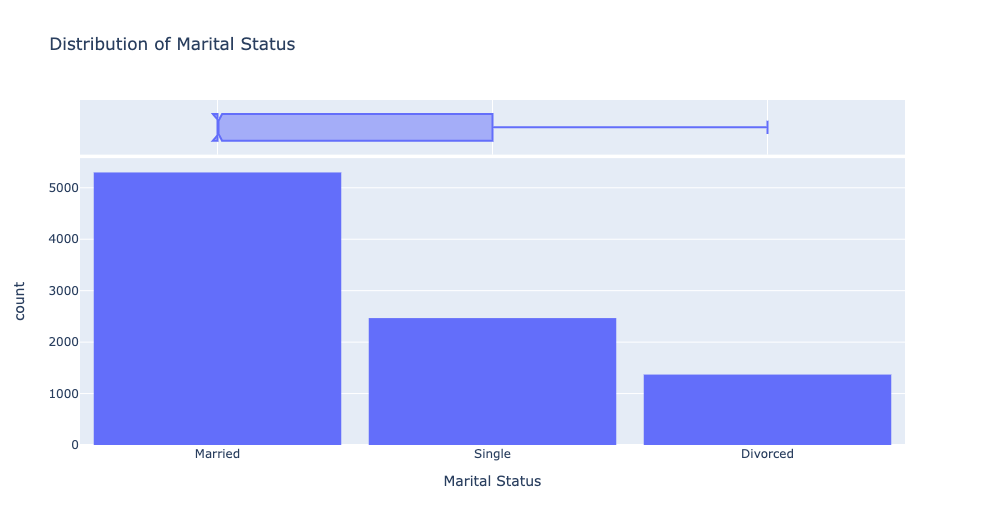 Distribution of Marital Status
5000
4000
3000
2000
1000
0
count
Married Single Divorced
Marital Status